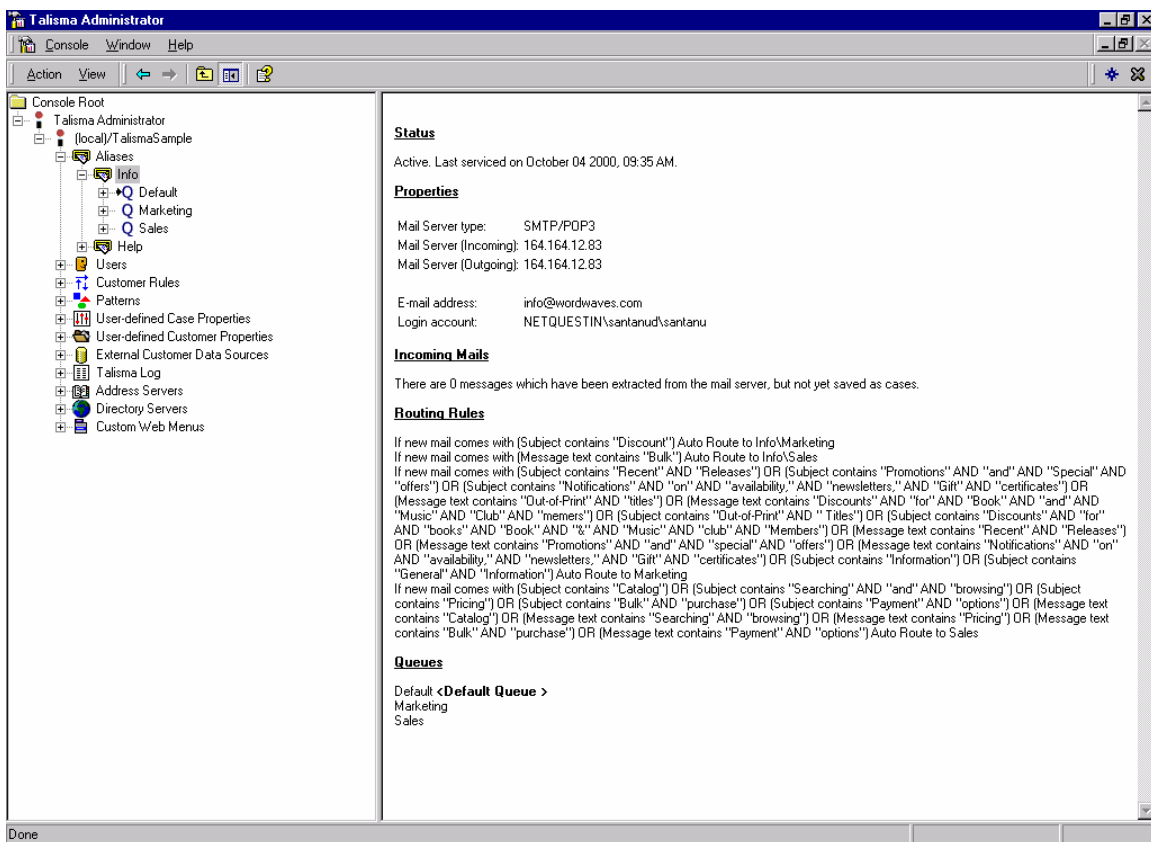 Talisma Administrator
Console Window Help
Action View
Console Root
Talisma Administrator
(local)/TalismaSample
Aliases
Info
Default
Marketing
Sales
Help
Users
Customer Rules
Patterns
User-defined Case Properties
User-defined Customer Properties
External Customer Data Sources
Talisma Log
Address Servers
Directory Servers
Custom Web Menus
Status
Active. Last serviced on October 04 2000, 09:35 AM.
Properties
Mail Server type: SMTP/POP3
Mail Server (Incoming): 164.164.12.83
Mail Server (Outgoing): 164.164.12.83
E-mail address: info@wordwaves.com
Login account: NETQUESTIN\santanud\santanu
Incoming Mails
There are 0 messages which have been extracted from the mail server, but not yet saved as cases.
Routing Rules
If new mail comes with (Subject contains "Discount") Auto Route to Info\Marketing
If new mail comes with (Message text contains "Bulk") Auto Route to Info\Sales
If new mail comes with (Subject contains "Recent" AND "Releases") OR (Subject contains "Promotions" AND "and" AND "Special" AND
"offers") OR (Subject contains "Notifications" AND "on" AND "availability," AND "newsletters," AND "Gift" AND "certificates") OR
(Message text contains "Out-of-Print" AND "titles") OR (Message text contains "Discounts" AND "for" AND "Book" AND "and" AND
"Music" AND "Club" AND "memers") OR (Subject contains "Out-of-Print" AND " Titles") OR (Subject contains "Discounts" AND "for"
AND "books" AND "Book" AND "&" AND "Music" AND "club" AND "Members") OR (Message text contains "Recent" AND "Releases")
OR (Message text contains "Promotions" AND "and" AND "special" AND "offers") OR (Message text contains "Notifications" AND "on"
AND "availability," AND "newsletters," AND "Gift" AND "certificates") OR (Subject contains "Information") OR (Subject contains
"General" AND "Information") Auto Route to Marketing
If new mail comes with (Subject contains "Catalog") OR (Subject contains "Searching" AND "and" AND "browsing") OR (Subject
contains "Pricing") OR (Subject contains "Bulk" AND "purchase") OR (Subject contains "Payment" AND "options") OR (Message text
contains "Catalog") OR (Message text contains "Searching" AND "browsing") OR (Message text contains "Pricing") OR (Message text
contains "Bulk" AND "purchase") OR (Message text contains "Payment" AND "options") Auto Route to Sales
Queues
Default <Default Queue >
Marketing
Sales
Done